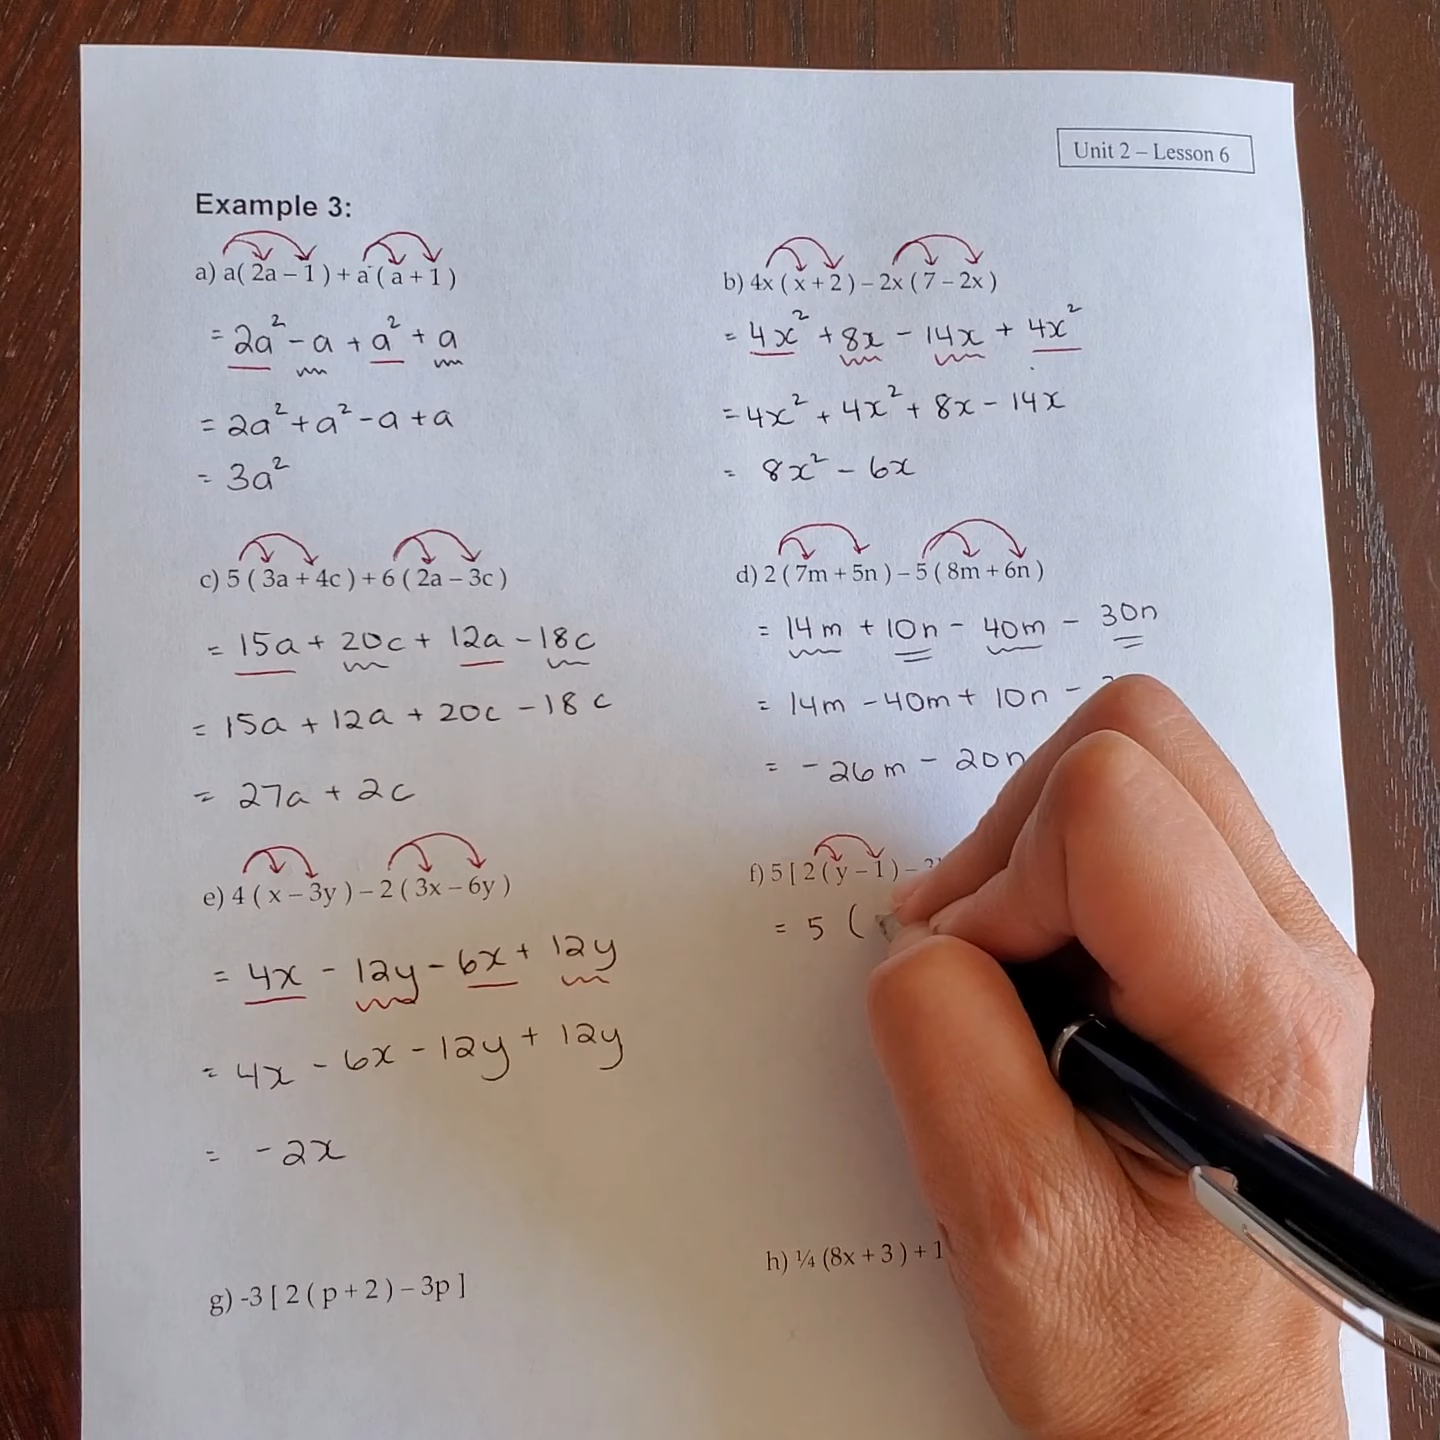 Unit 2 – Lesson 6
Example 3:
a) a( 2a – 1 ) + a ( a + 1 )
= 2a² - a + a² + a
= 2a² + a² - a + a
= 3a²
b) 4x ( x + 2 ) – 2x ( 7 – 2x )
= 4x² + 8x - 14x + 4x²
= 4x² + 4x² + 8x - 14x
= 8x² - 6x
c) 5 ( 3a + 4c ) + 6 ( 2a – 3c )
= 15a + 20c + 12a - 18c
= 15a + 12a + 20c - 18c
= 27a + 2c
d) 2 ( 7m + 5n ) – 5 ( 8m + 6n )
= 14m + 10n - 40m - 30n
= 14m - 40m + 10n -
= -26m - 20n
e) 4 ( x – 3y ) – 2 ( 3x – 6y )
= 4x - 12y - 6x + 12y
= 4x - 6x - 12y + 12y
= -2x
f) 5 [ 2 ( y – 1 ) –
= 5 (
g) -3 [ 2 ( p + 2 ) – 3p ]
h) ¼ (8x + 3 ) + 1